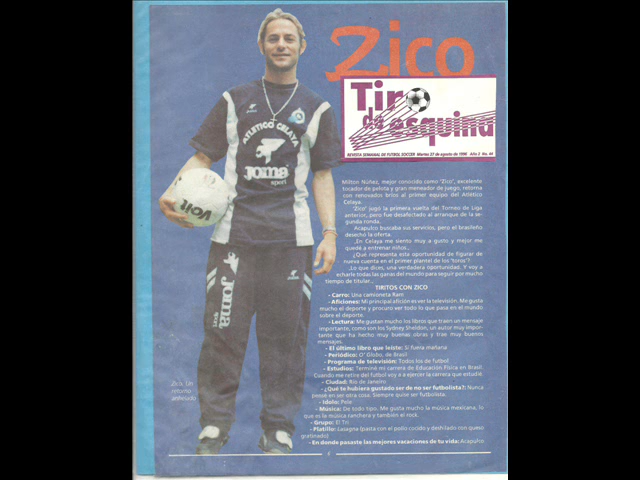 Zico
Tiro
de
esquina
REVISTA SEMANAL DE FUTBOL SOCCER Martes 27 de agosto de 1996 Año 2 No. 44
ATLETICO CELAYA
Joma
sport
Voit
Joma
Milton Núñez, mejor conocido como "Zico", excelente
tocador de pelota y gran meneador de juego, retorna
con renovados bríos al primer equipo del Atlético
Celaya.
"Zico" jugó la primera vuelta del Torneo de Liga
anterior, pero fue desafectado al arranque de la se-
gunda ronda.
Acapulco buscaba sus servicios, pero el brasileño
desechó la oferta.
...En Celaya me siento muy a gusto y mejor me
quedé a entrenar niños...
¿Qué representa esta oportunidad de figurar de
nueva cuenta en el primer plantel de los "toros"?
...Lo que dices, una verdadera oportunidad. Y voy a
echarle todas las ganas del mundo para seguir por mucho
tiempo de titular...
TIRITOS CON ZICO
- Carro: Una camioneta Ram
- Aficiones: Mi principal afición es ver la televisión. Me gusta
mucho el deporte y procuro ver todo lo que pasa en el mundo
sobre el deporte.
- Lectura: Me gustan mucho los libros que traen un mensaje
importante, como son los Sydney Sheldon, un autor muy impor-
tante que ha hecho muy buenas obras y trae muy buenos
mensajes.
- El último libro que leíste: Si fuera mañana
- Periódico: O' Globo, de Brasil
- Programa de televisión: Todos los de futbol
- Estudios: Terminé mi carrera de Educación Física en Brasil.
Cuando me retire del futbol voy a a ejercer la carrera que estudié.
- Ciudad: Río de Janeiro
- ¿Qué te hubiera gustado ser de no ser futbolista?: Nunca
pensé en ser otra cosa. Siempre quise ser futbolista.
- Idolo: Pelé
- Música: De todo tipo. Me gusta mucho la música mexicana, lo
que es la música ranchera y también el rock.
- Grupo: El Tri
- Platillo: Lasagna (pasta con el pollo cocido y deshilado con queso
gratinado)
- En donde pasaste las mejores vacaciones de tu vida: Acapulco
Zico. Un
retorno
anhelado